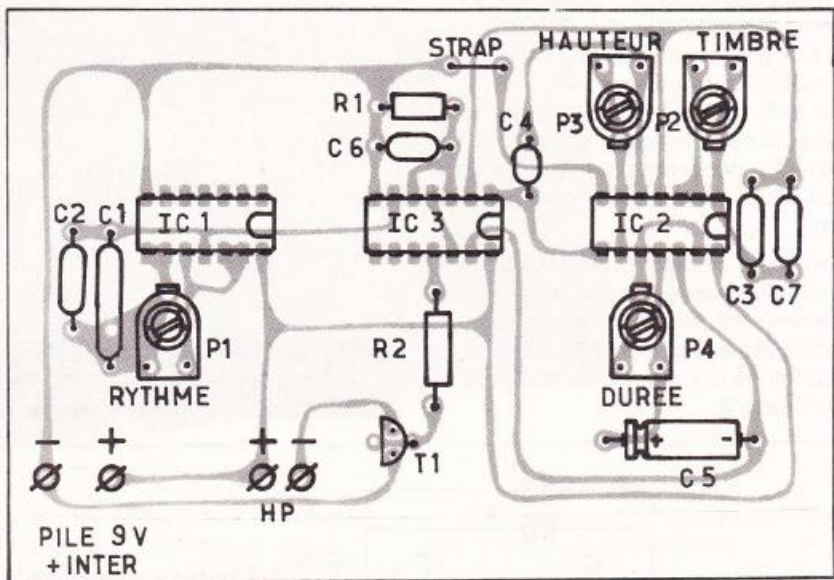 HAUTEUR TIMBRE
STRAP
R1
C4
P3 P2
C6
C2 C1 IC 1 IC 3 IC 2
C3 C7
P1 R2 P4
RYTHME DUREE
- + + - T1 + -
C5
HP
PILE 9V
+ INTER